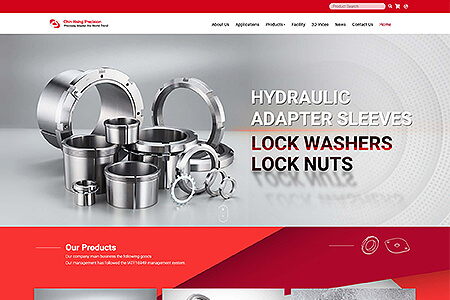 Product Search
Chin Hsing Precision
Precisely Master the World Trend
About Us Applications Products Facility 3D Video News Contact Us Home
HYDRAULIC
ADAPTER SLEEVES
LOCK WASHERS
LOCK NUTS
Our Products
Our company main business the following goods
Our management has followed the IATF16949 management system.